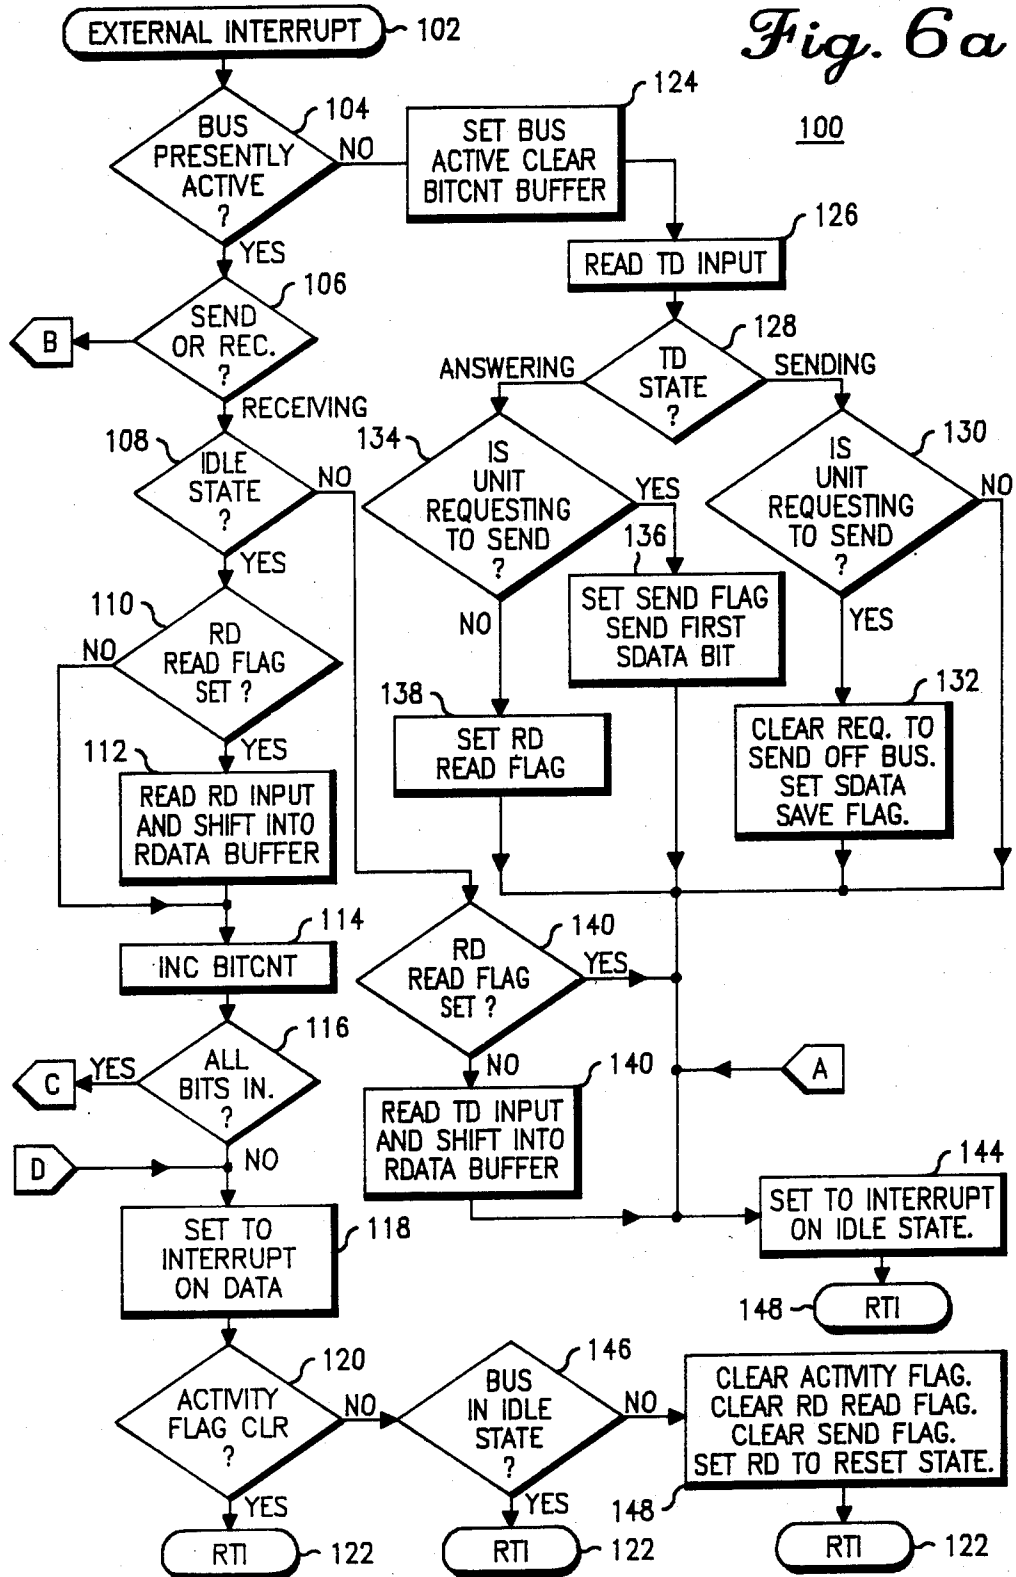 EXTERNAL INTERRUPT
102
Fig. 6a
100
BUS
PRESENTLY
ACTIVE
?
104
NO
YES
SET BUS
ACTIVE CLEAR
BITCNT BUFFER
124
READ TD INPUT
126
SEND
OR REC.
?
106
B
RECEIVING
TD
STATE
?
128
ANSWERING
SENDING
IDLE
STATE
?
108
NO
YES
IS
UNIT
REQUESTING
TO SEND
?
134
YES
NO
IS
UNIT
REQUESTING
TO SEND
?
130
NO
YES
136
SET SEND FLAG
SEND FIRST
SDATA BIT
RD
READ FLAG
SET ?
110
NO
YES
138
SET RD
READ FLAG
132
CLEAR REQ. TO
SEND OFF BUS.
SET SDATA
SAVE FLAG.
112
READ RD INPUT
AND SHIFT INTO
RDATA BUFFER
114
INC BITCNT
RD
READ FLAG
SET ?
140
YES
NO
ALL
BITS IN.
?
116
YES
C
NO
D
A
140
READ TD INPUT
AND SHIFT INTO
RDATA BUFFER
144
SET TO INTERRUPT
ON IDLE STATE.
148
RTI
SET TO
INTERRUPT
ON DATA
118
ACTIVITY
FLAG CLR
?
120
NO
YES
BUS
IN IDLE
STATE
?
146
NO
YES
CLEAR ACTIVITY FLAG.
CLEAR RD READ FLAG.
CLEAR SEND FLAG.
SET RD TO RESET STATE.
148
RTI
122
RTI
122
RTI
122